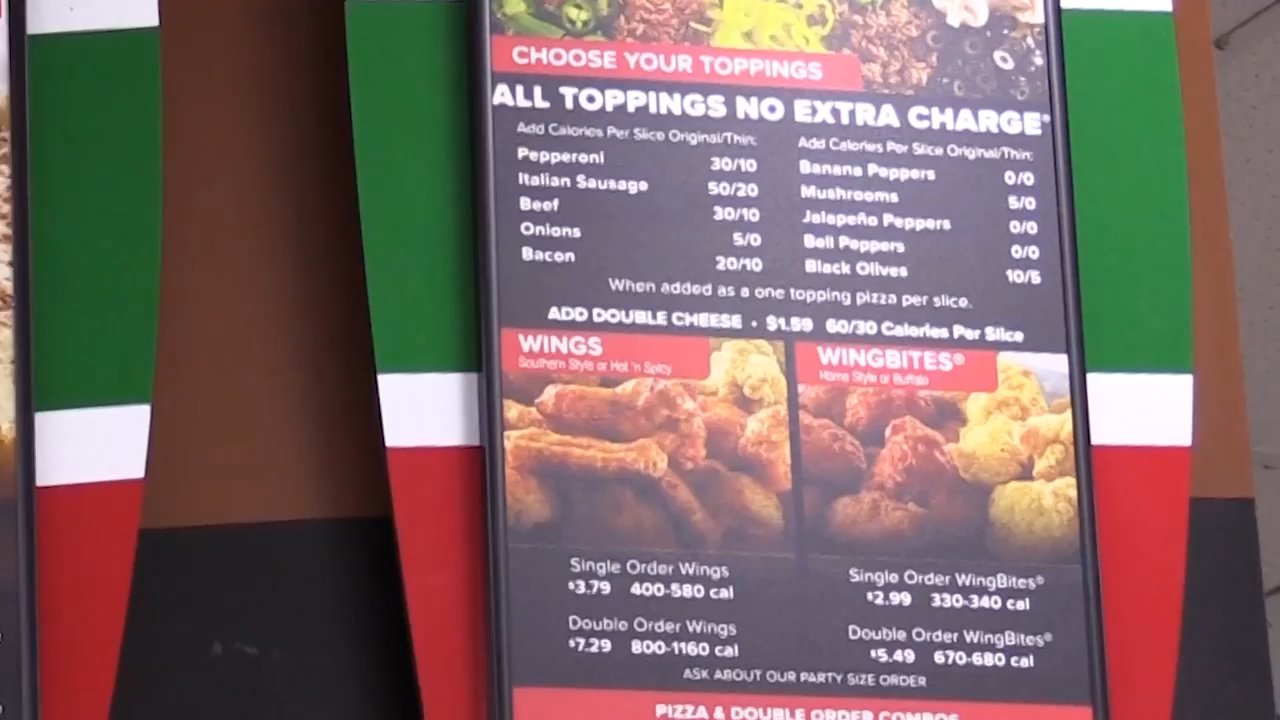 CHOOSE YOUR TOPPINGS
ALL TOPPINGS NO EXTRA CHARGE*
Add Calories Per Slice Original/Thin:
Pepperoni 30/10
Italian Sausage 50/20
Beef 30/10
Onions 5/0
Bacon 20/10
Add Calories Per Slice Original/Thin:
Banana Peppers 0/0
Mushrooms 5/0
Jalapeño Peppers 0/0
Bell Peppers 0/0
Black Olives 10/5
When added as a one topping pizza per slice.
ADD DOUBLE CHEESE • $1.59 60/30 Calories Per Slice
WINGS
Southern Style or Hot 'n Spicy
Single Order Wings
$3.79 400-580 cal
Double Order Wings
$7.29 800-1160 cal
WINGBITES®
Home Style or Buffalo
Single Order WingBites®
$2.99 330-340 cal
Double Order WingBites®
$5.49 670-680 cal
ASK ABOUT OUR PARTY SIZE ORDER
PIZZA & DOUBLE ORDER COMBOS